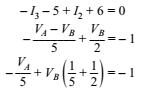 − I₃ − 5 + I₂ + 6 = 0
− (V_A − V_B)/5 + V_B/2 = − 1
− V_A/5 + V_B (1/5 + 1/2) = − 1